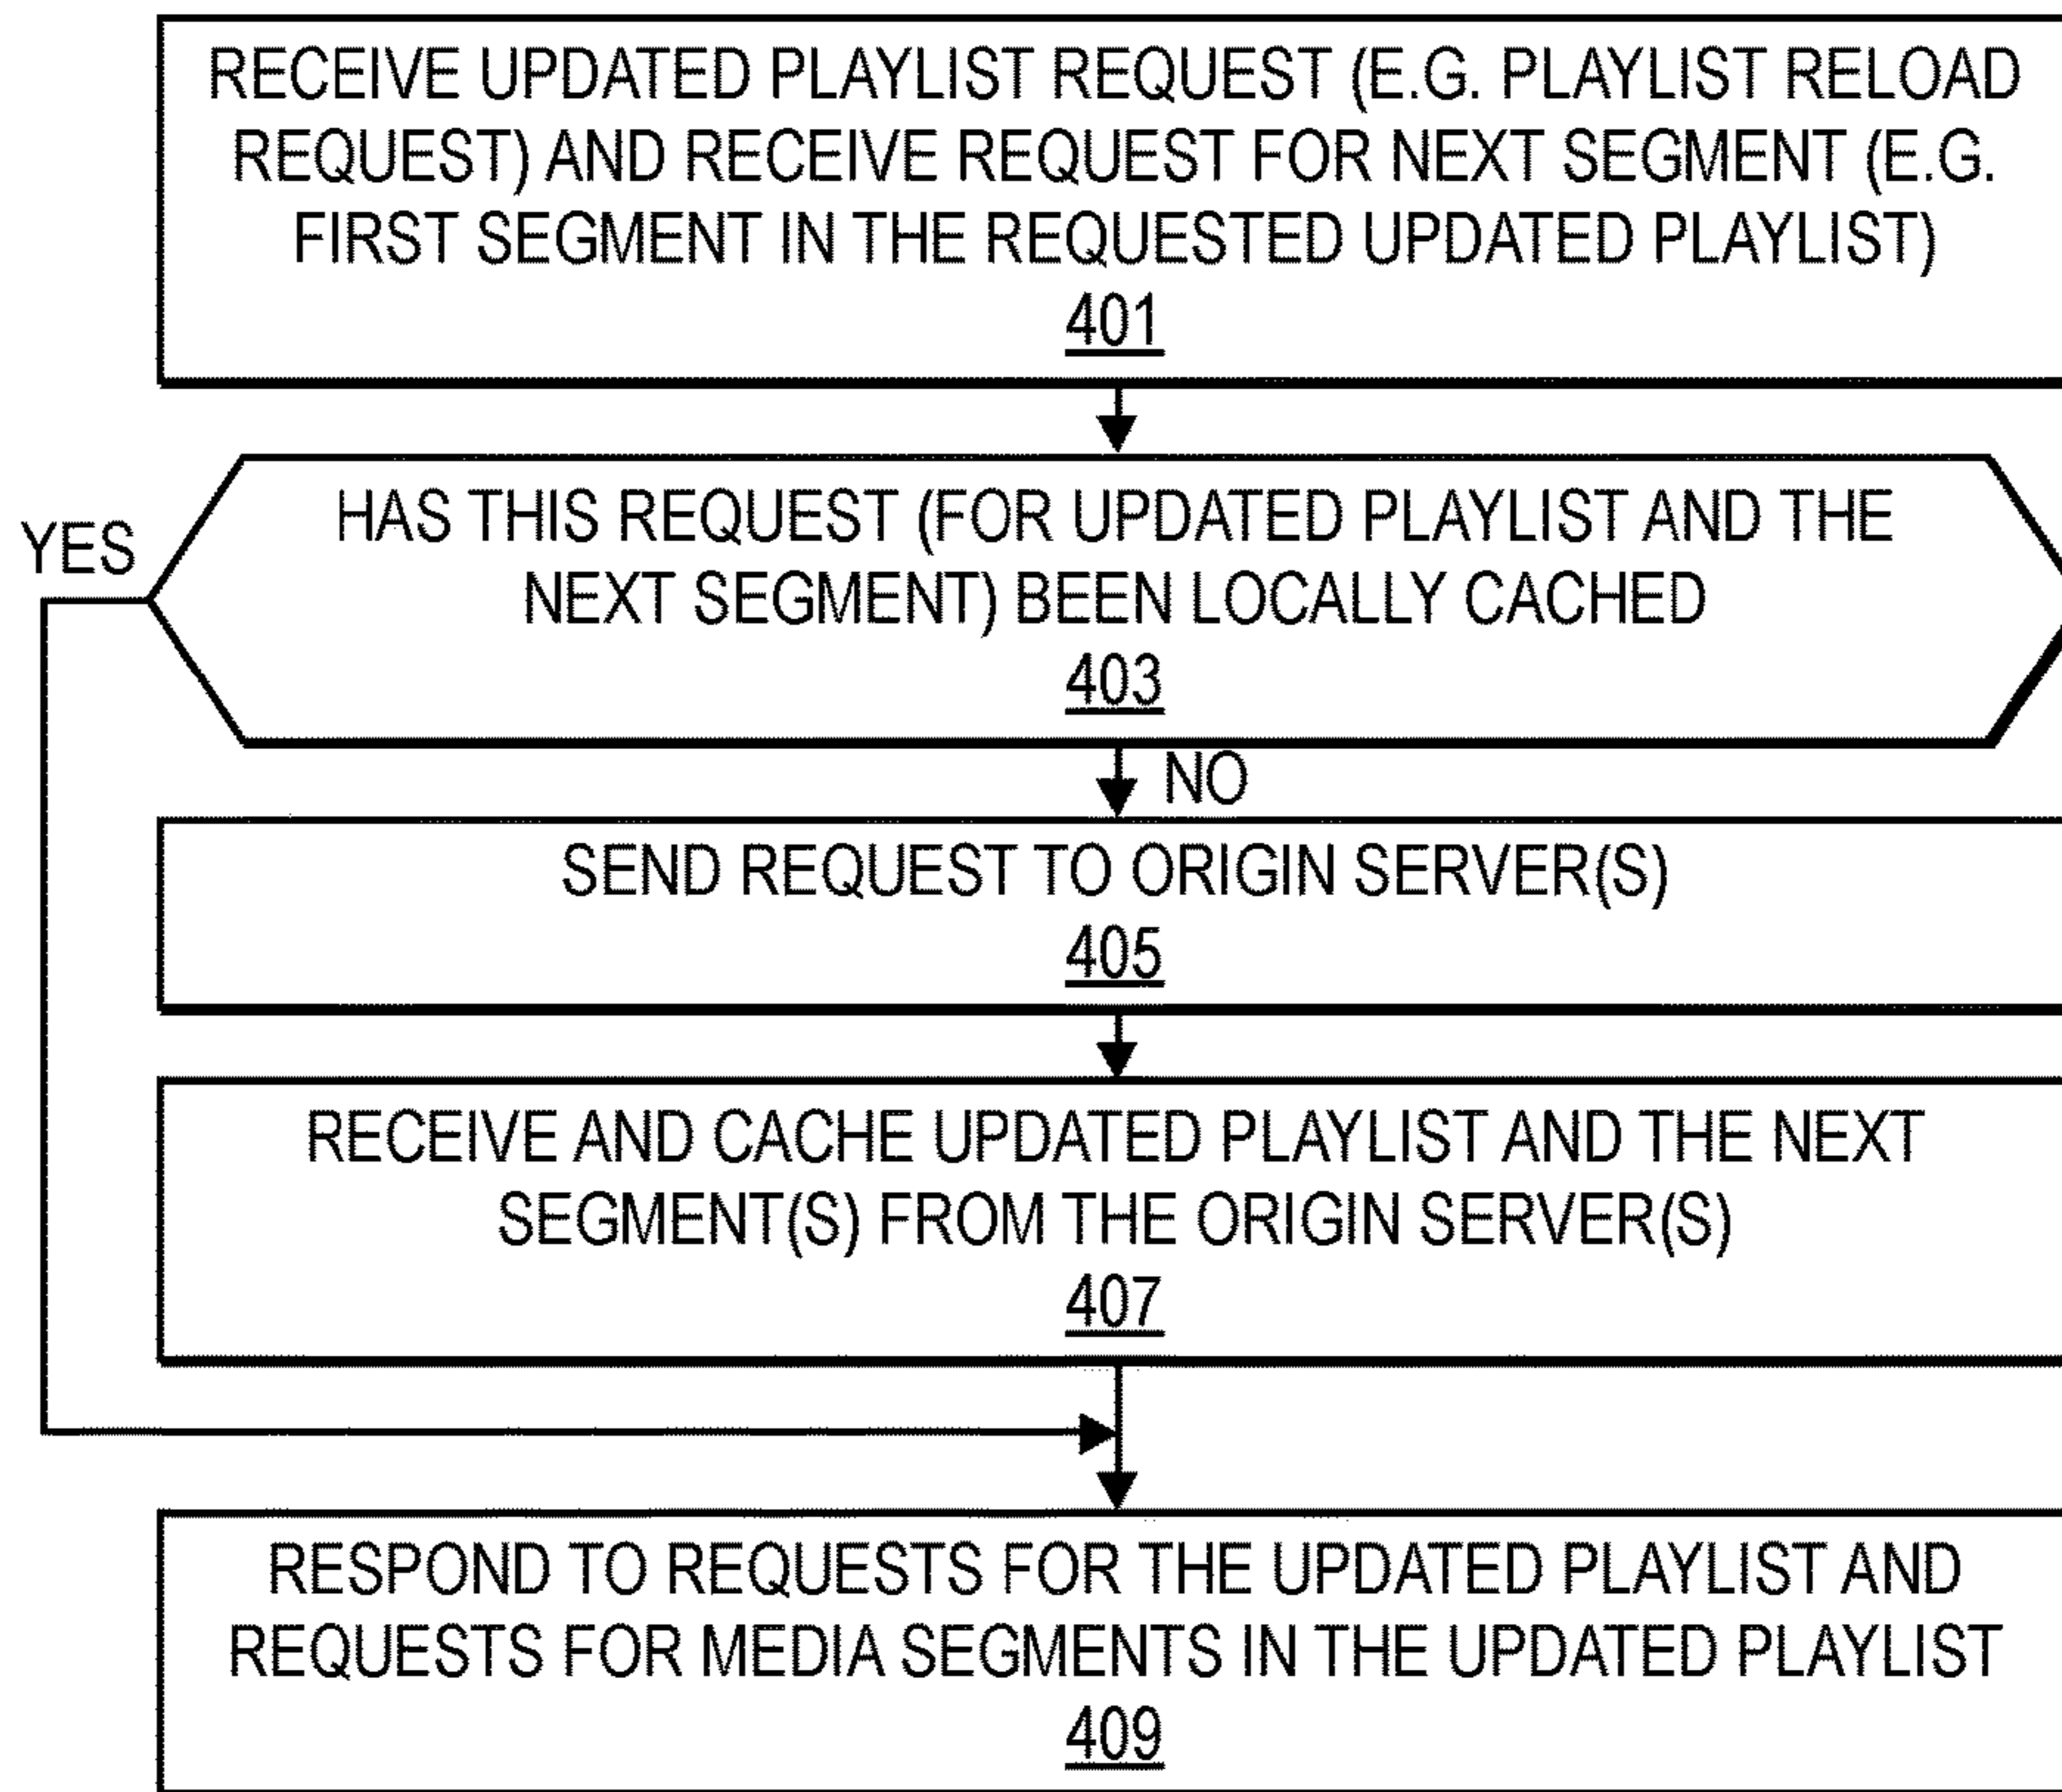 RECEIVE UPDATED PLAYLIST REQUEST (E.G. PLAYLIST RELOAD
REQUEST) AND RECEIVE REQUEST FOR NEXT SEGMENT (E.G.
FIRST SEGMENT IN THE REQUESTED UPDATED PLAYLIST)
401
YES
HAS THIS REQUEST (FOR UPDATED PLAYLIST AND THE
NEXT SEGMENT) BEEN LOCALLY CACHED
403
NO
SEND REQUEST TO ORIGIN SERVER(S)
405
RECEIVE AND CACHE UPDATED PLAYLIST AND THE NEXT
SEGMENT(S) FROM THE ORIGIN SERVER(S)
407
RESPOND TO REQUESTS FOR THE UPDATED PLAYLIST AND
REQUESTS FOR MEDIA SEGMENTS IN THE UPDATED PLAYLIST
409